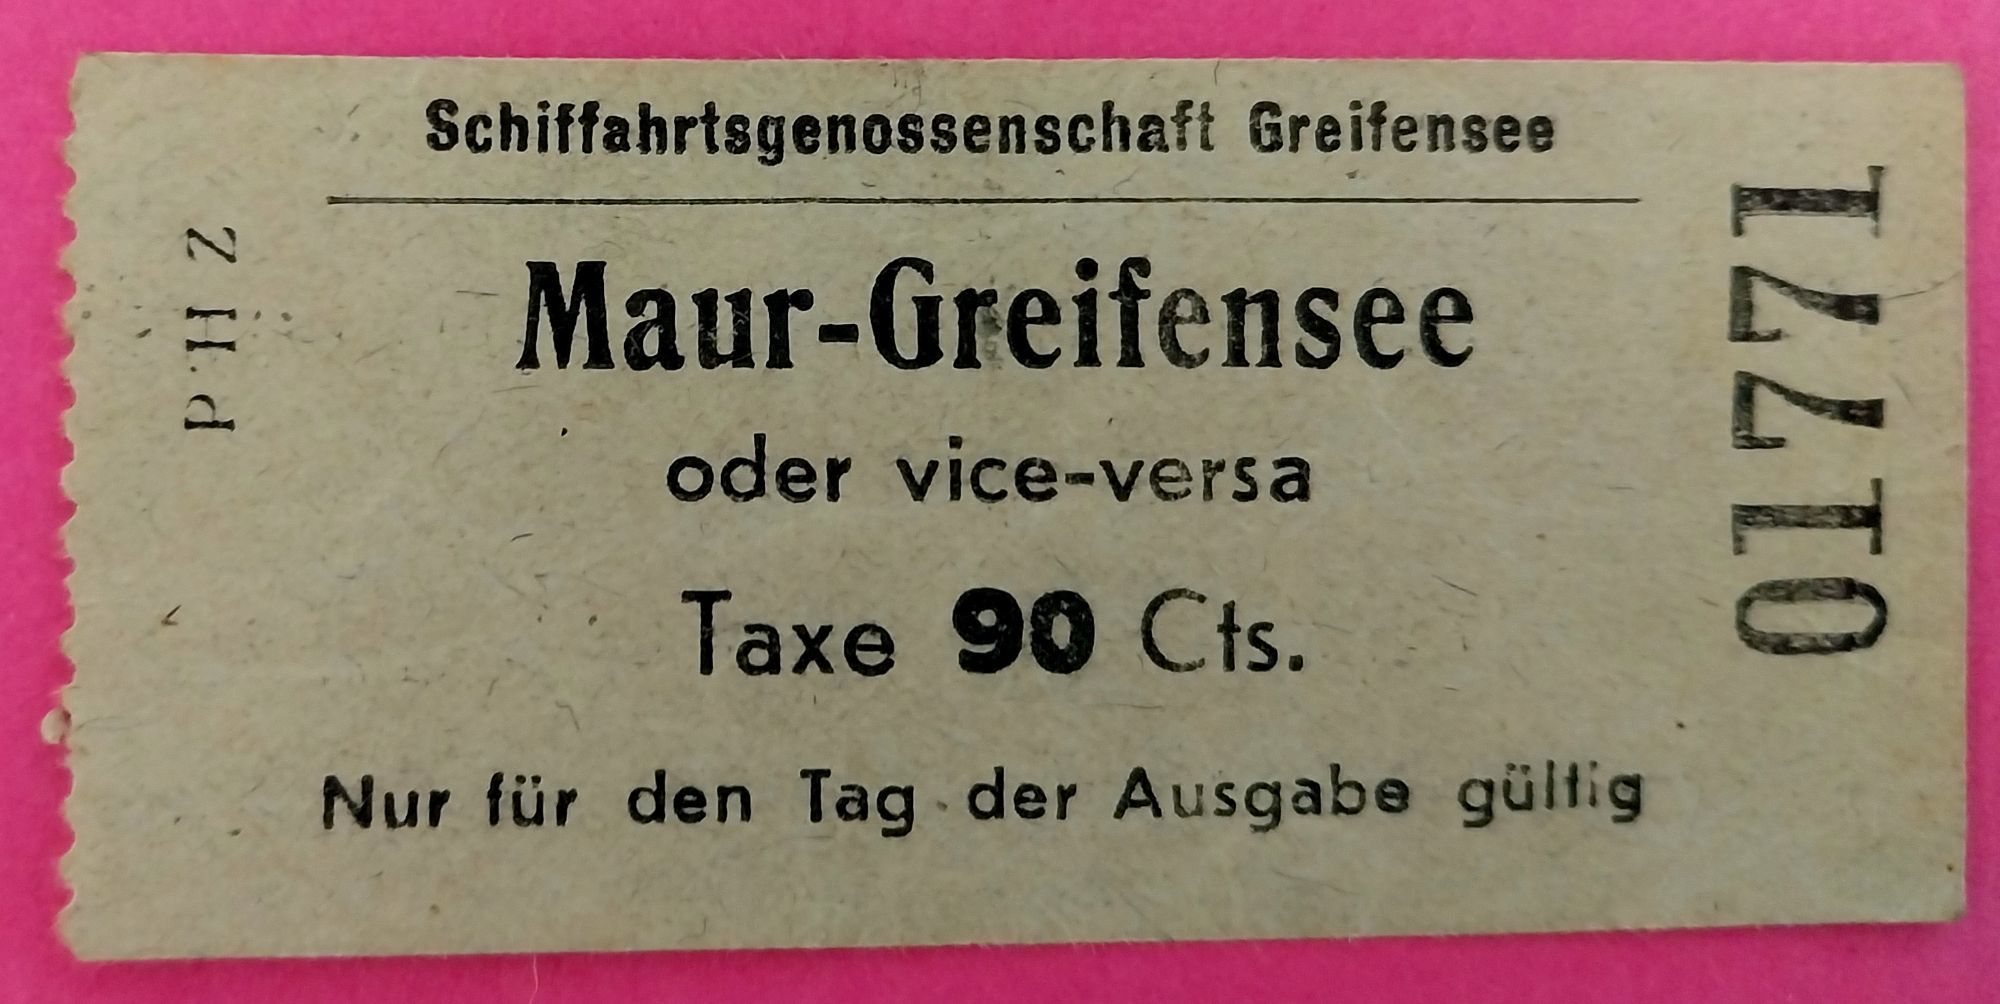 Schiffahrtsgenossenschaft Greifensee
Maur-Greifensee
oder vice-versa
Taxe 90 Cts.
Nur für den Tag der Ausgabe gültig
PHZ
01771